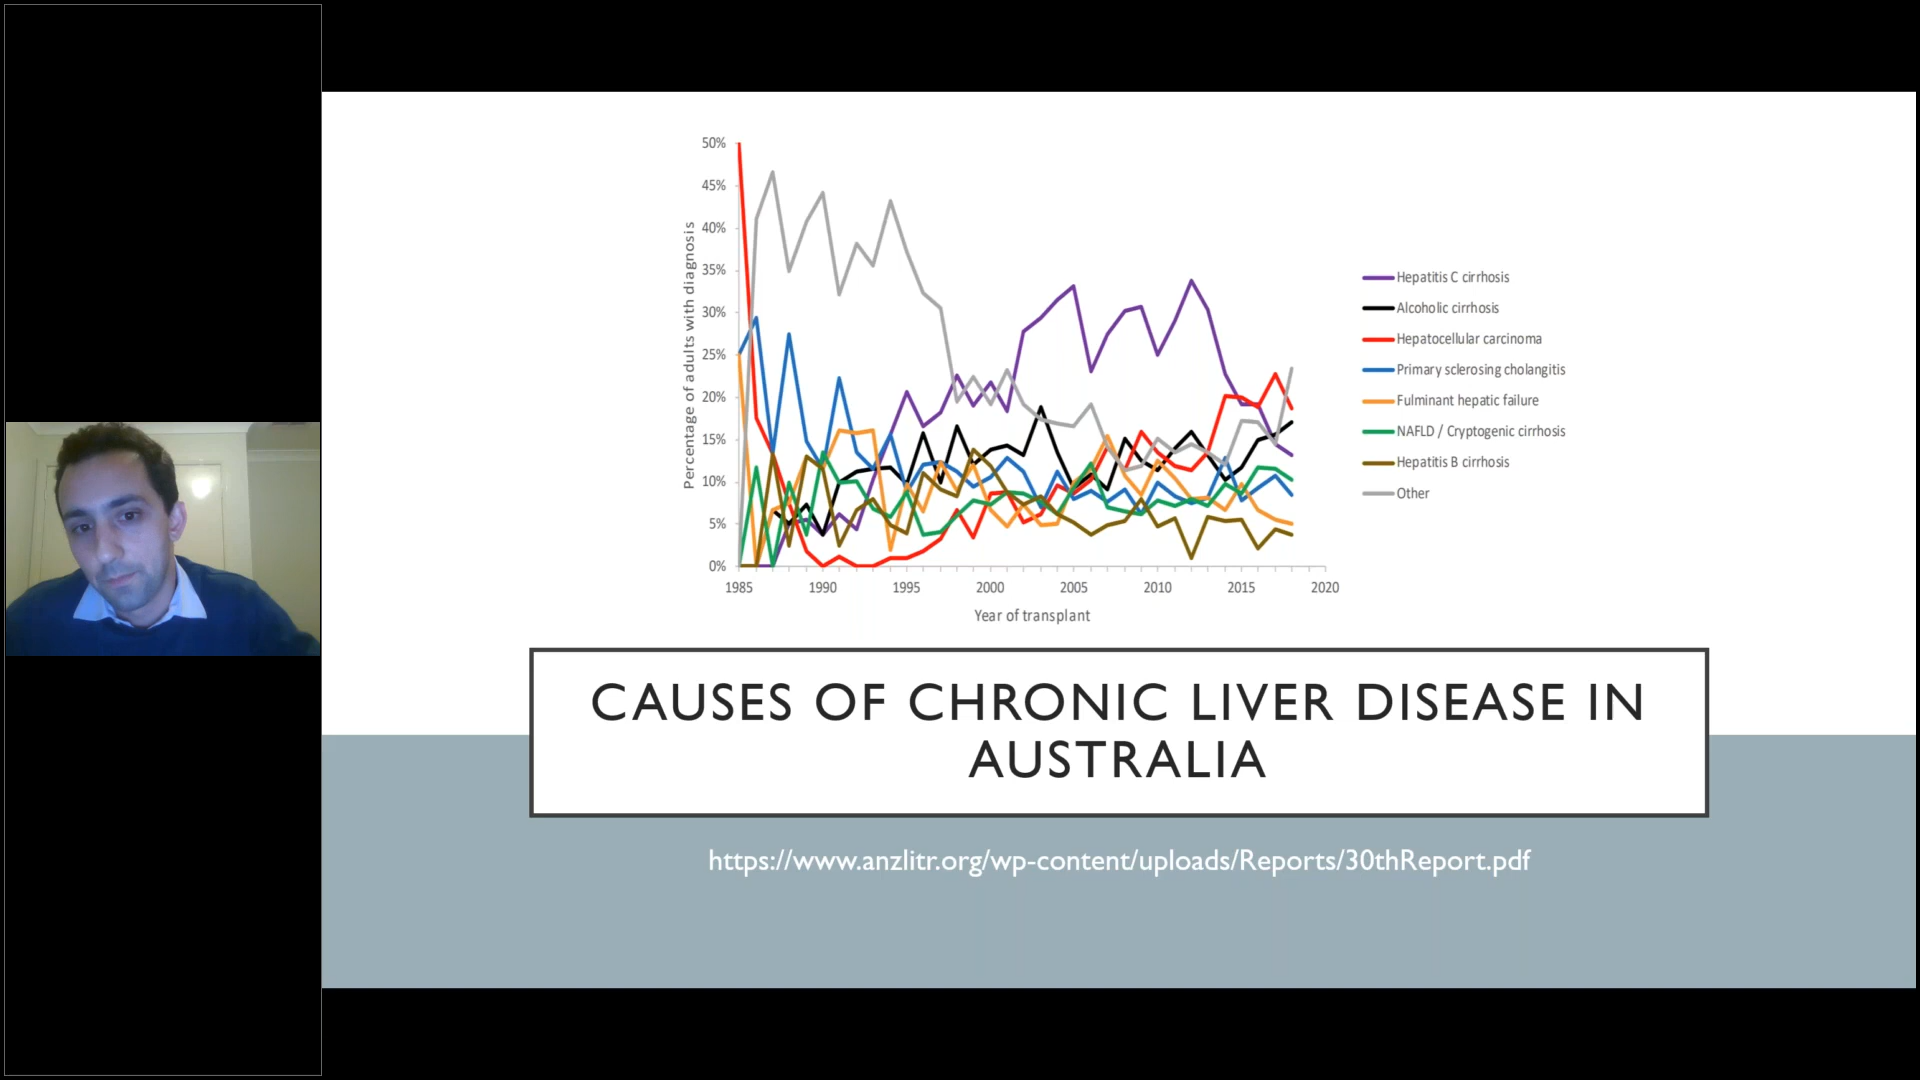 50%
45%
40%
35%
30%
25%
20%
15%
10%
5%
0%
Percentage of adults with diagnosis
1985 1990 1995 2000 2005 2010 2015 2020
Year of transplant
Hepatitis C cirrhosis
Alcoholic cirrhosis
Hepatocellular carcinoma
Primary sclerosing cholangitis
Fulminant hepatic failure
NAFLD / Cryptogenic cirrhosis
Hepatitis B cirrhosis
Other
CAUSES OF CHRONIC LIVER DISEASE IN
AUSTRALIA
https://www.anzlitr.org/wp-content/uploads/Reports/30thReport.pdf